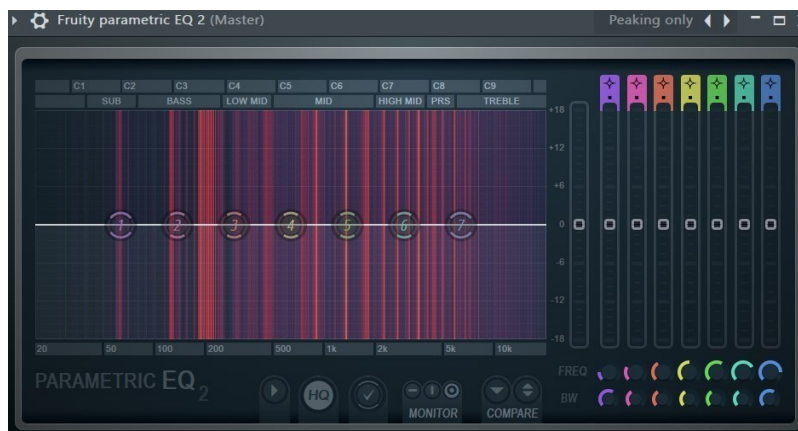 Fruity parametric EQ 2 (Master) Peaking only
C1 C2 C3 C4 C5 C6 C7 C8 C9
SUB BASS LOW MID MID HIGH MID PRS TREBLE
+18
+12
+6
1 2 3 4 5 6 7 0
-6
-12
-18
20 50 100 200 500 1k 2k 5k 10k
FREQ
PARAMETRIC EQ 2
HQ
BW
MONITOR COMPARE